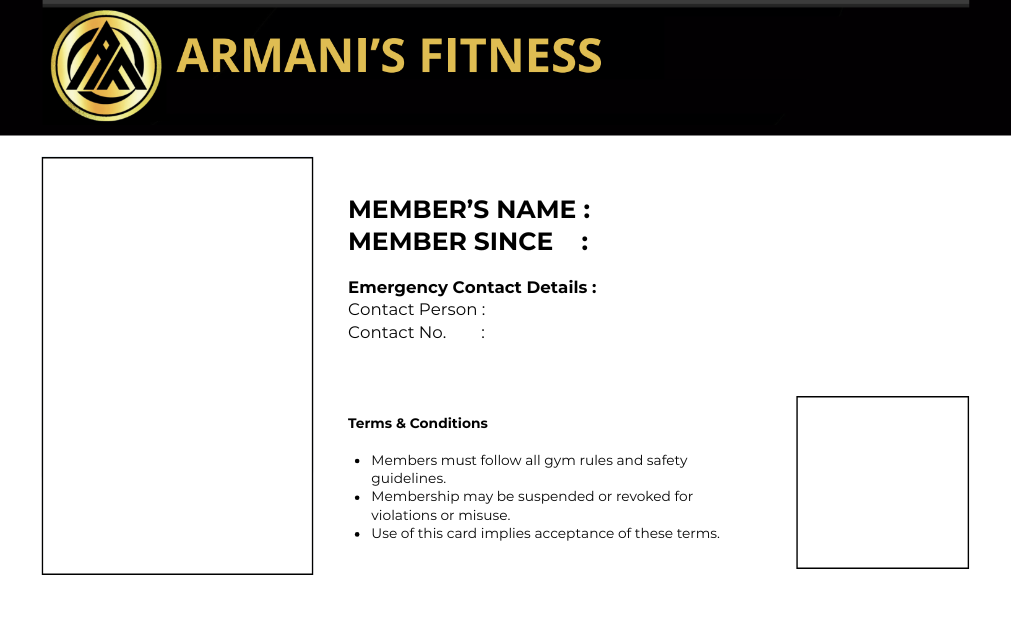 ARMANI’S FITNESS
MEMBER’S NAME :
MEMBER SINCE :
Emergency Contact Details :
Contact Person :
Contact No. :
Terms & Conditions
• Members must follow all gym rules and safety
guidelines.
• Membership may be suspended or revoked for
violations or misuse.
• Use of this card implies acceptance of these terms.